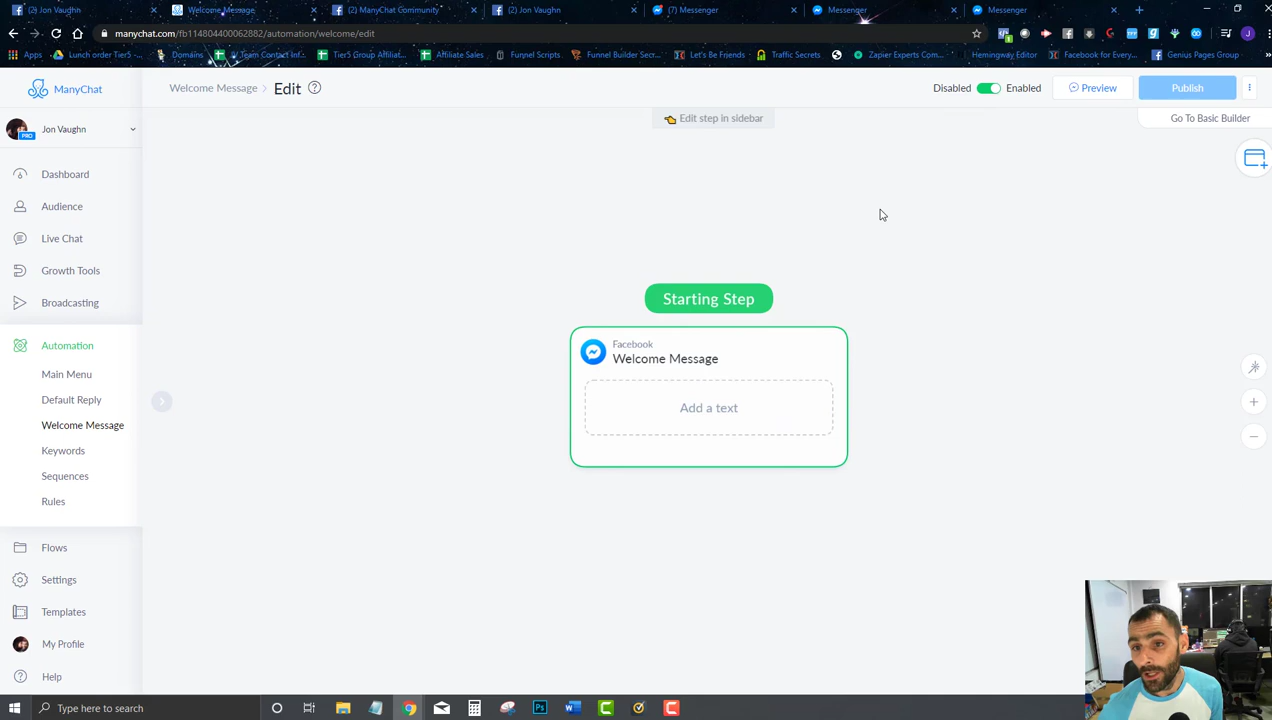 (2) Jon Vaughn
Welcome Message
(2) ManyChat Community
(2) Jon Vaughn
(7) Messenger
Messenger
Messenger
manychat.com/fb114804400062882/automation/welcome/edit
Apps
Lunch order Tier5 -...
Domains
Tier5 Group Affiliat...
Affiliate Sales
Funnel Scripts
Funnel Builder Secr...
Let's Be Friends
Traffic Secrets
Zapier Experts Com...
Hemingway Editor
Facebook for Every...
Genius Pages Group
ManyChat
Welcome Message
Edit
Disabled
Enabled
Preview
Publish
Edit step in sidebar
Go To Basic Builder
Jon Vaughn
PRO
Dashboard
Audience
Live Chat
Growth Tools
Broadcasting
Automation
Main Menu
Default Reply
Welcome Message
Keywords
Sequences
Rules
Flows
Settings
Templates
My Profile
Help
Starting Step
Facebook
Welcome Message
Add a text
Type here to search